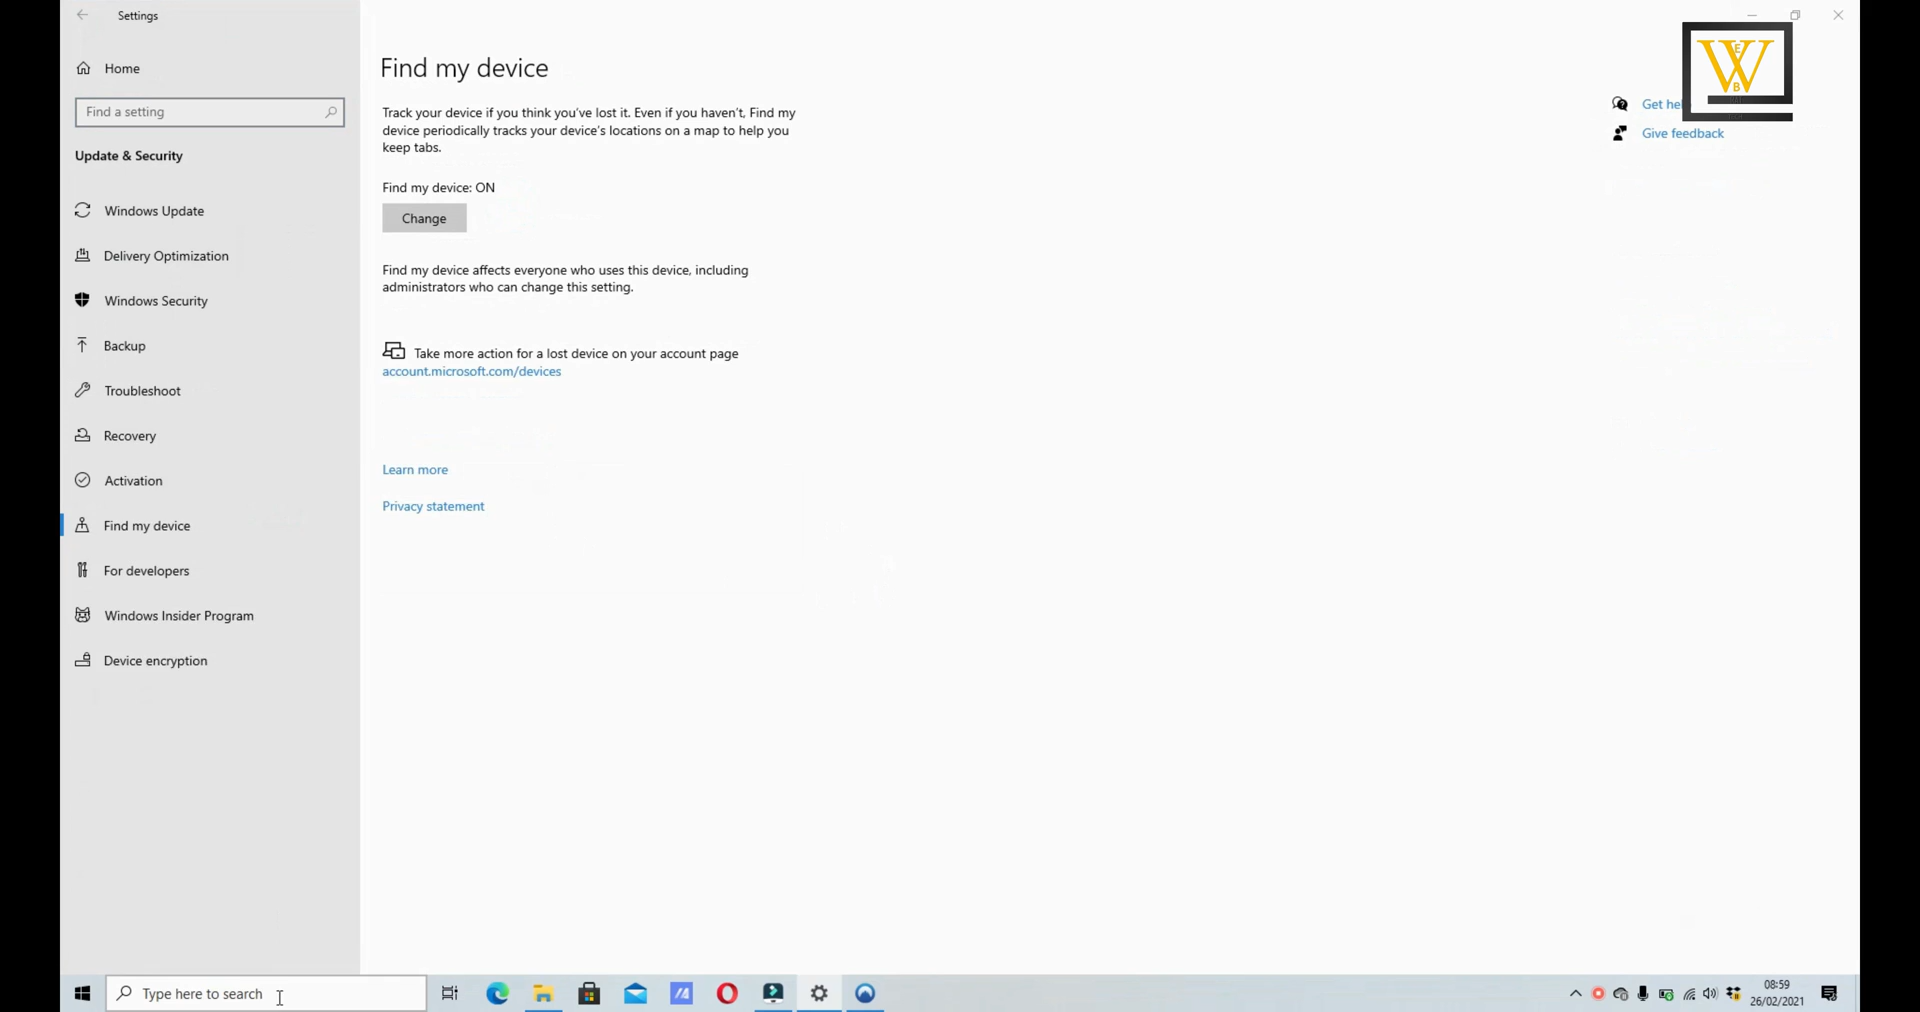 Settings
Home
Find a setting
Update & Security
Windows Update
Delivery Optimization
Windows Security
Backup
Troubleshoot
Recovery
Activation
Find my device
For developers
Windows Insider Program
Device encryption
Find my device
Track your device if you think you've lost it. Even if you haven't, Find my
device periodically tracks your device's locations on a map to help you
keep tabs.
Find my device: ON
Change
Find my device affects everyone who uses this device, including
administrators who can change this setting.
Take more action for a lost device on your account page
account.microsoft.com/devices
Learn more
Privacy statement
Get he
Give feedback
W
E
B
Type here to search
08:59
26/02/2021